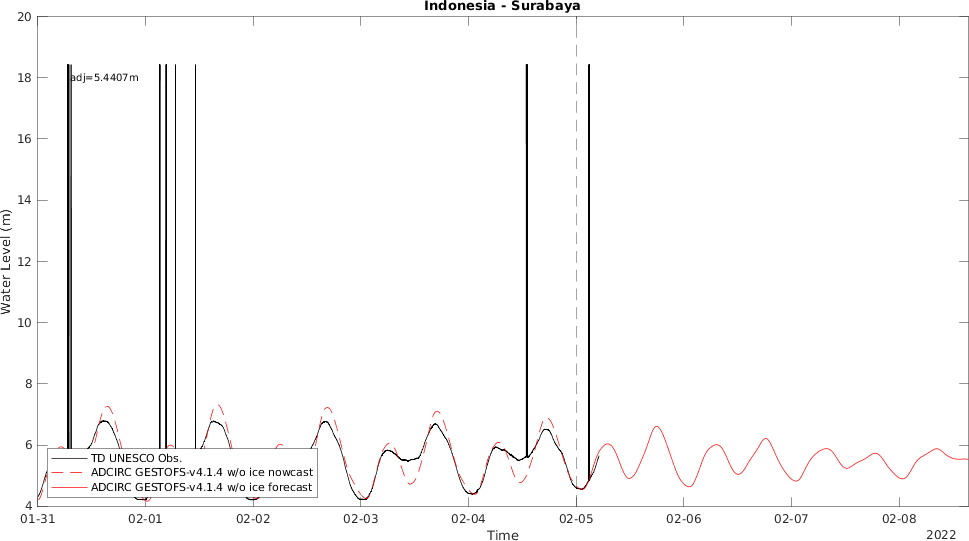 Indonesia - Surabaya
20
18
16
14
12
10
8
6
4
Water Level (m)
adj=5.4407m
TD UNESCO Obs.
ADCIRC GESTOFS-v4.1.4 w/o ice nowcast
ADCIRC GESTOFS-v4.1.4 w/o ice forecast
01-31
02-01
02-02
02-03
02-04
02-05
02-06
02-07
02-08
Time
2022